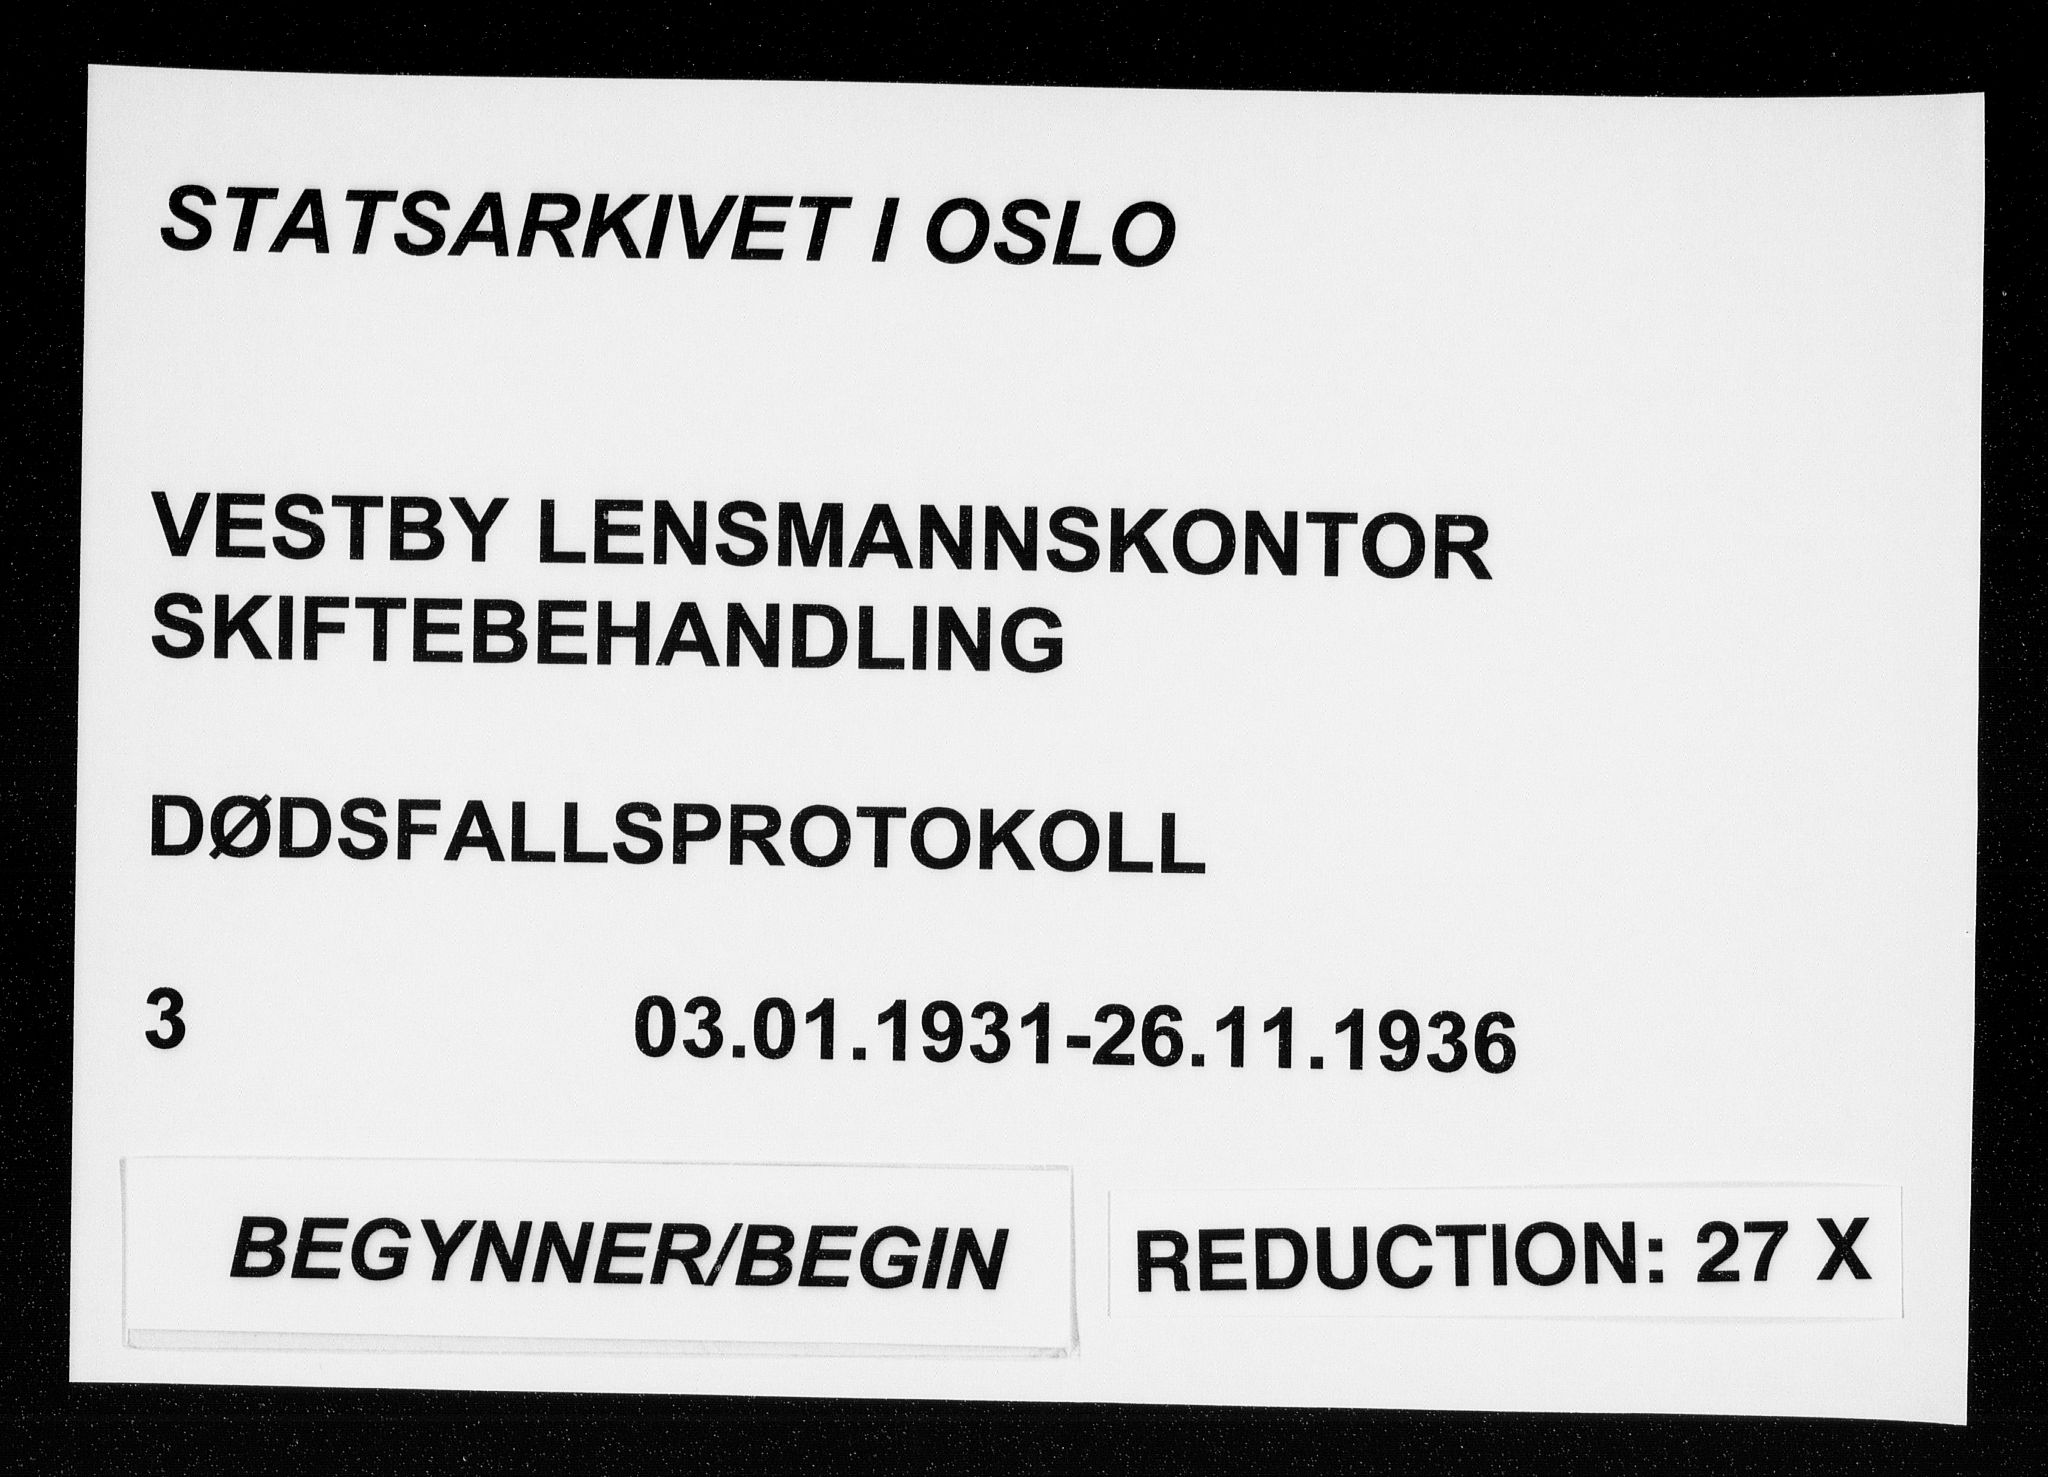 STATSARKIVET I OSLO
VESTBY LENSMANNSKONTOR
SKIFTEBEHANDLING
DØDSFALLSPROTOKOLL
3 03.01.1931-26.11.1936
BEGYNNER/BEGIN
REDUCTION: 27 X